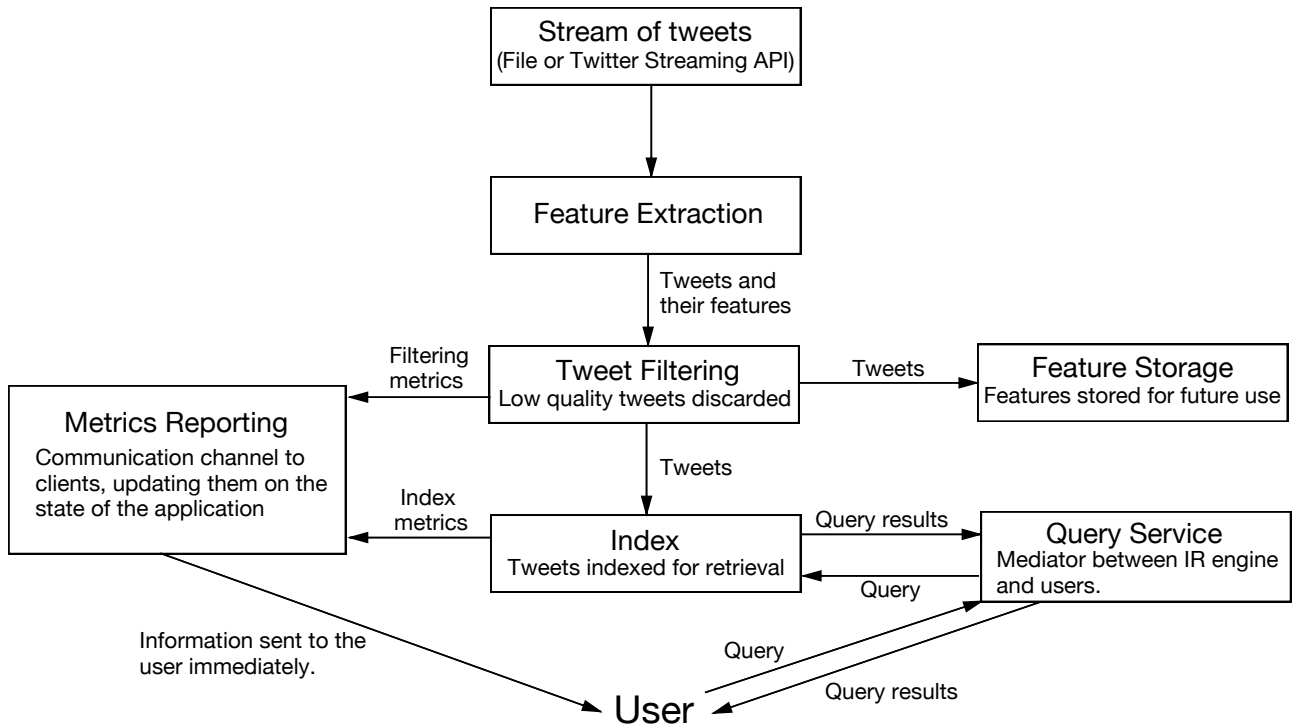 Stream of tweets
(File or Twitter Streaming API)
Feature Extraction
Tweets and
their features
Filtering
metrics
Tweet Filtering
Low quality tweets discarded
Tweets
Feature Storage
Features stored for future use
Metrics Reporting
Communication channel to
clients, updating them on the
state of the application
Tweets
Index
metrics
Index
Tweets indexed for retrieval
Query results
Query
Query Service
Mediator between IR engine
and users.
Information sent to the
user immediately.
Query
Query results
User